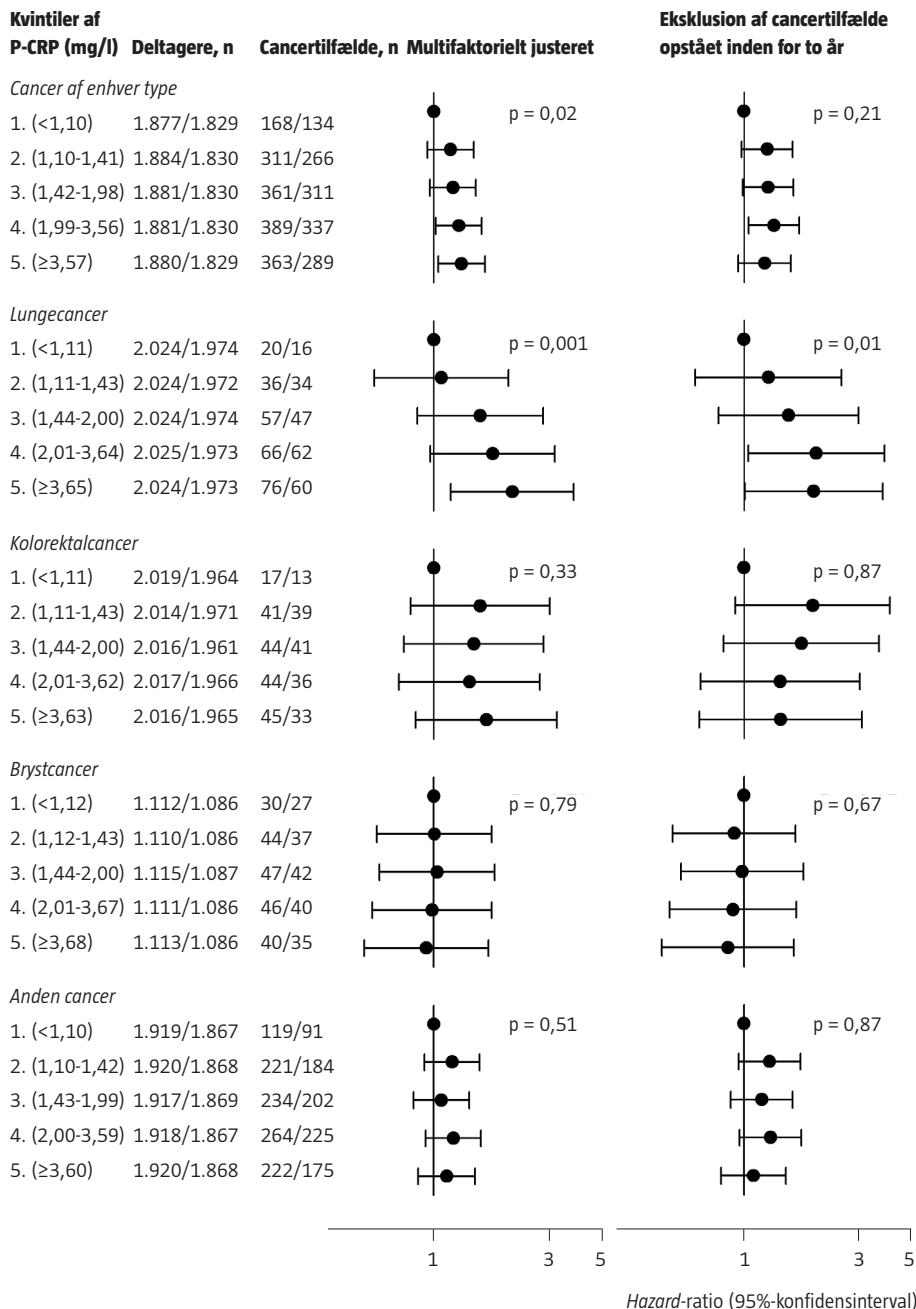 Kvintiler af P-CRP (mg/l) Deltagere, n Cancertilfælde, n Multifaktorielt justeret Eksklusion af cancertilfælde opstået inden for to år
Cancer af enhver type
p = 0,02 p = 0,21
1. (<1,10) 1.877/1.829 168/134
2. (1,10-1,41) 1.884/1.830 311/266
3. (1,42-1,98) 1.881/1.830 361/311
4. (1,99-3,56) 1.881/1.830 389/337
5. (≥3,57) 1.880/1.829 363/289
Lungecancer
1. (<1,11) 2.024/1.974 20/16 p = 0,001 p = 0,01
2. (1,11-1,43) 2.024/1.972 36/34
3. (1,44-2,00) 2.024/1.974 57/47
4. (2,01-3,64) 2.025/1.973 66/62
5. (≥3,65) 2.024/1.973 76/60
Kolorektalcancer
1. (<1,11) 2.019/1.964 17/13 p = 0,33 p = 0,87
2. (1,11-1,43) 2.014/1.971 41/39
3. (1,44-2,00) 2.016/1.961 44/41
4. (2,01-3,62) 2.017/1.966 44/36
5. (≥3,63) 2.016/1.965 45/33
Brystcancer
1. (<1,12) 1.112/1.086 30/27 p = 0,79 p = 0,67
2. (1,12-1,43) 1.110/1.086 44/37
3. (1,44-2,00) 1.115/1.087 47/42
4. (2,01-3,67) 1.111/1.086 46/40
5. (≥3,68) 1.113/1.086 40/35
Anden cancer
1. (<1,10) 1.919/1.867 119/91 p = 0,51 p = 0,87
2. (1,10-1,42) 1.920/1.868 221/184
3. (1,43-1,99) 1.917/1.869 234/202
4. (2,00-3,59) 1.918/1.867 264/225
5. (≥3,60) 1.920/1.868 222/175
1 3 5 1 3 5
Hazard-ratio (95%-konfidensinterval)